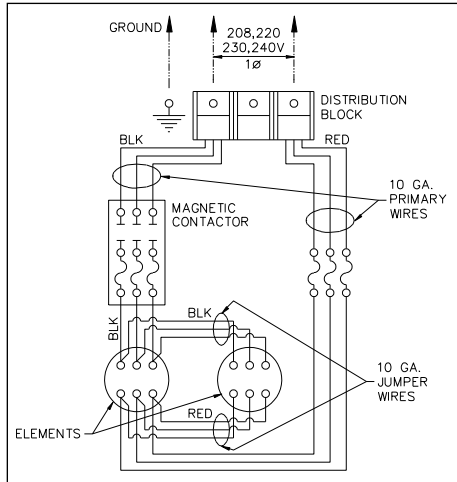 GROUND
208,220
230,240V
1Ø
DISTRIBUTION
BLOCK
BLK
RED
10 GA.
PRIMARY
WIRES
MAGNETIC
CONTACTOR
BLK
BLK
10 GA.
JUMPER
WIRES
RED
ELEMENTS